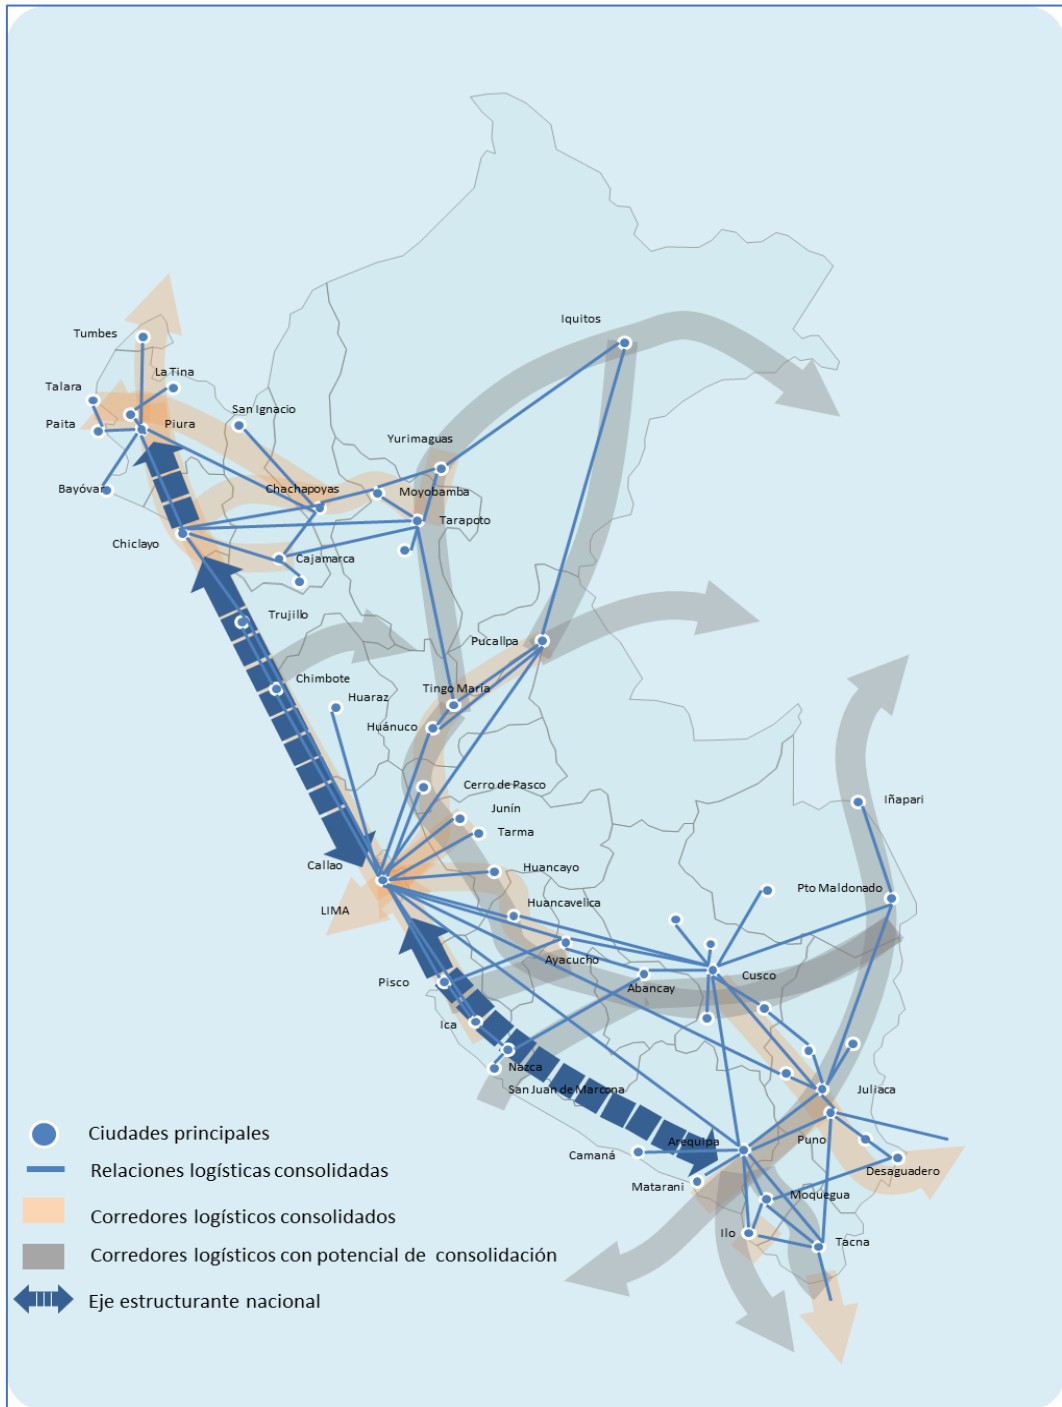 Iquitos
Tumbes
La Tina
Talara
San Ignacio
Paita
Piura
Yurimaguas
Bayóvar
Chachapoyas
Moyobamba
Tarapoto
Chiclayo
Cajamarca
Trujillo
Pucallpa
Chimbote
Tingo María
Huaraz
Huánuco
Cerro de Pasco
Iñapari
Junín
Tarma
Callao
Huancayo
Pto Maldonado
LIMA
Huancavelica
Ayacucho
Cusco
Pisco
Abancay
Ica
Nazca
San Juan de Marcona
Juliaca
Arequipa
Puno
Camaná
Desaguadero
Matarani
Moquegua
Ilo
Tacna
Ciudades principales
Relaciones logísticas consolidadas
Corredores logísticos consolidados
Corredores logísticos con potencial de consolidación
Eje estructurante nacional